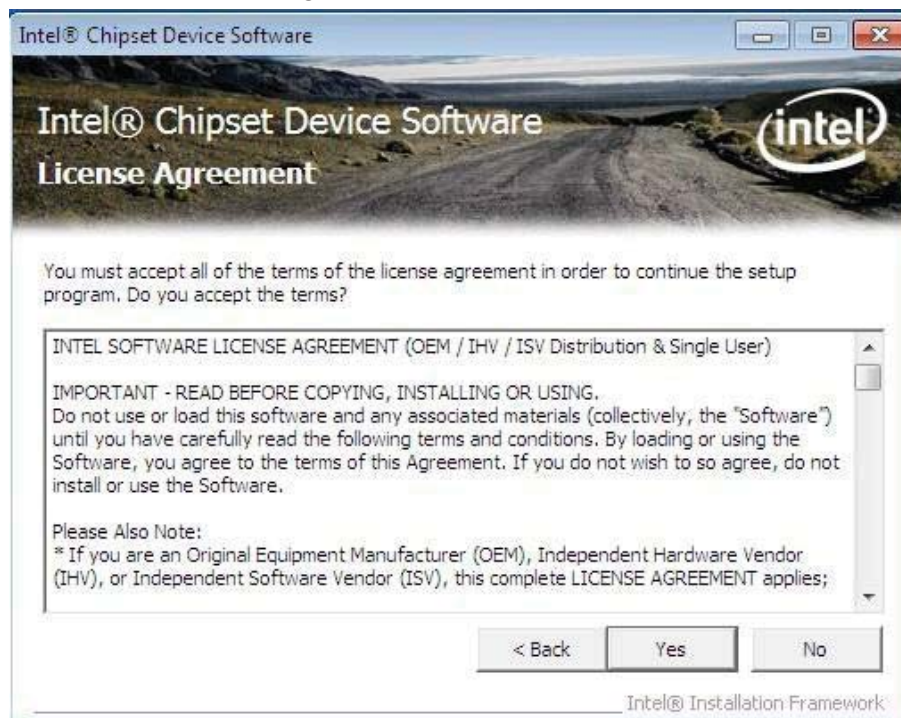 Intel® Chipset Device Software
Intel® Chipset Device Software
intel
License Agreement
You must accept all of the terms of the license agreement in order to continue the setup
program. Do you accept the terms?
INTEL SOFTWARE LICENSE AGREEMENT (OEM / IHV / ISV Distribution & Single User)
IMPORTANT - READ BEFORE COPYING, INSTALLING OR USING.
Do not use or load this software and any associated materials (collectively, the "Software")
until you have carefully read the following terms and conditions. By loading or using the
Software, you agree to the terms of this Agreement. If you do not wish to so agree, do not
install or use the Software.
Please Also Note:
* If you are an Original Equipment Manufacturer (OEM), Independent Hardware Vendor
(IHV), or Independent Software Vendor (ISV), this complete LICENSE AGREEMENT applies;
< Back Yes No
Intel® Installation Framework